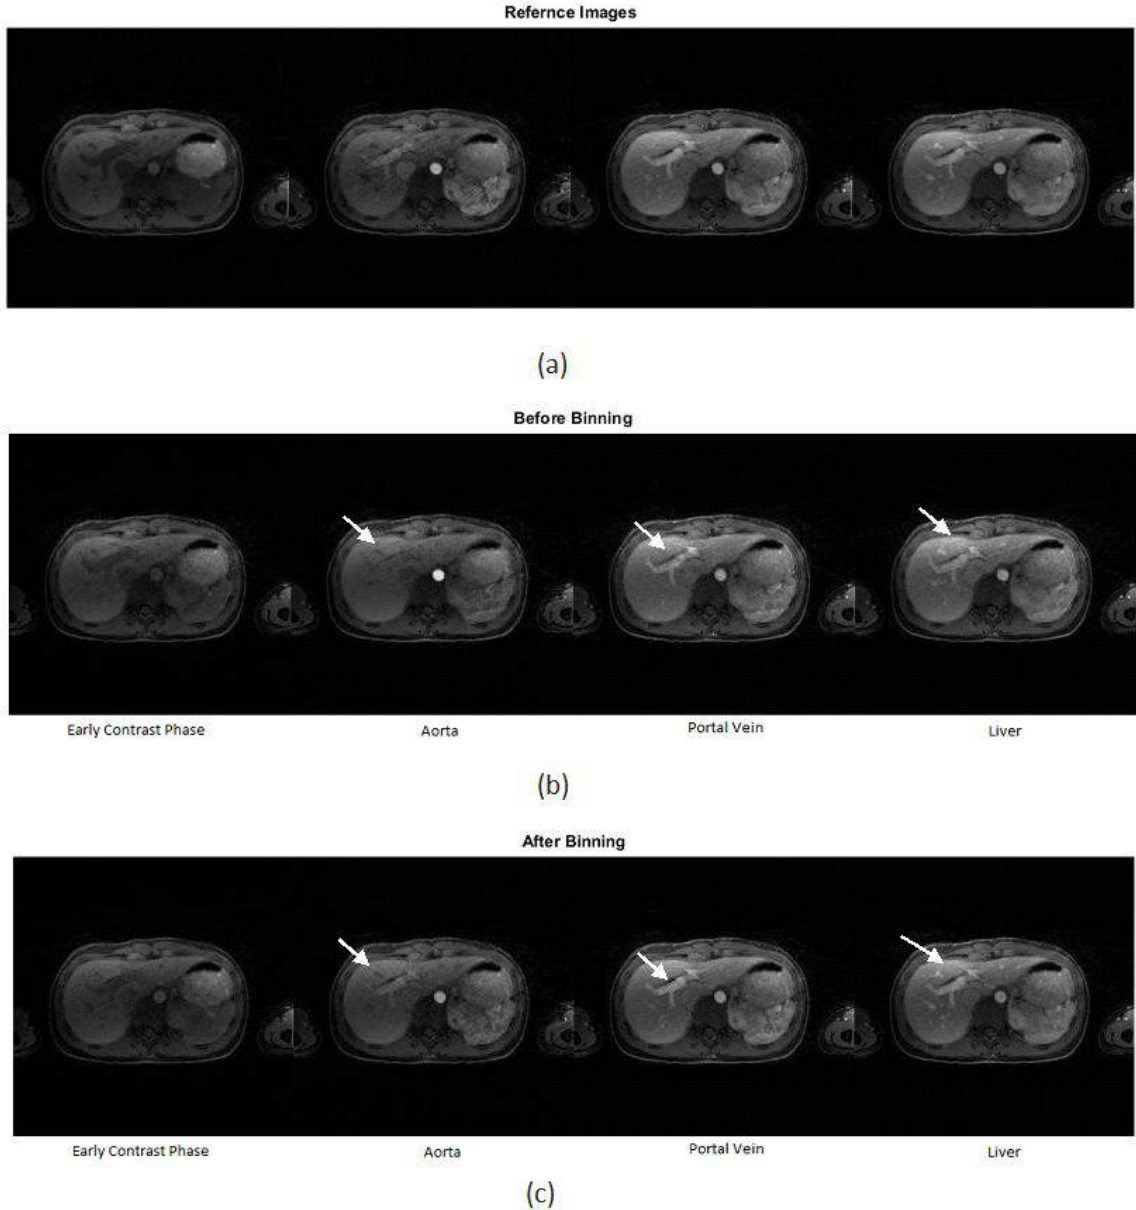 Refernce Images
(a)
Before Binning
Early Contrast Phase Aorta Portal Vein Liver
(b)
After Binning
Early Contrast Phase Aorta Portal Vein Liver
(c)